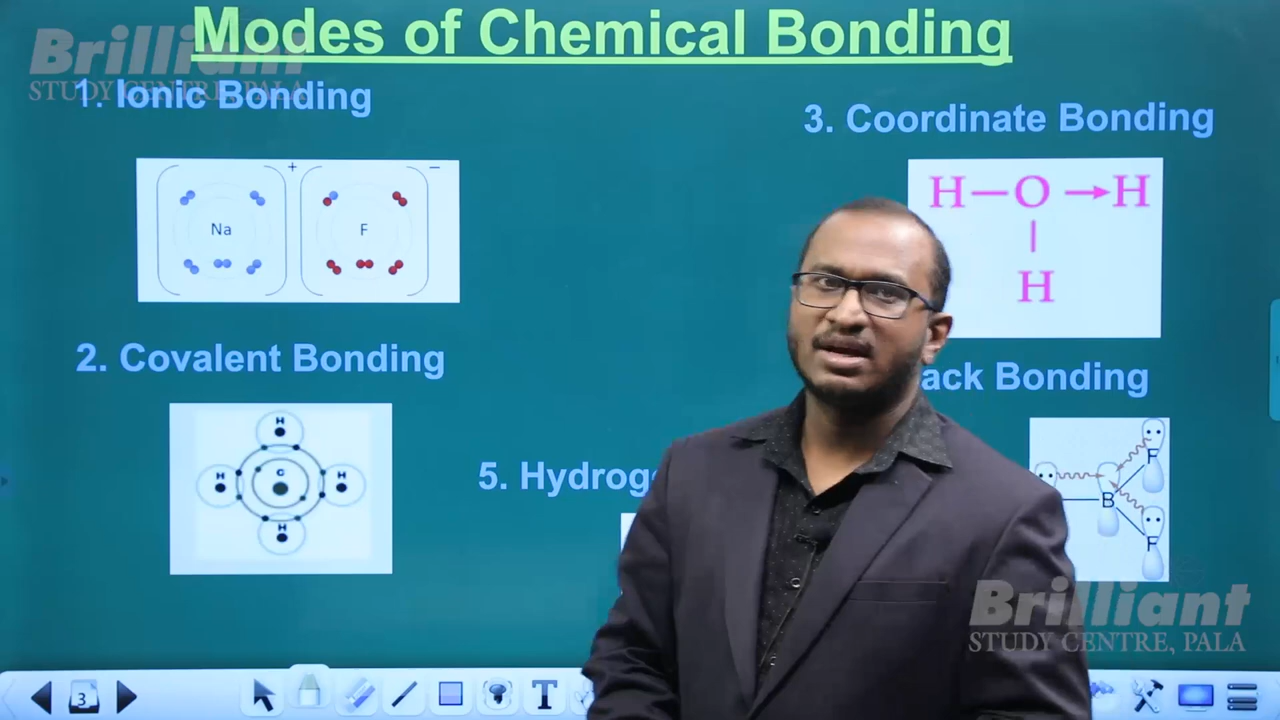 Modes of Chemical Bonding
Brilliant
STUDY CENTRE, PALA
1. Ionic Bonding
+
−
Na
F
2. Covalent Bonding
H
H
C
H
H
3. Coordinate Bonding
H—O→H
|
H
ack Bonding
F
B
F
5. Hydrog
Brilliant
STUDY CENTRE, PALA
3
T